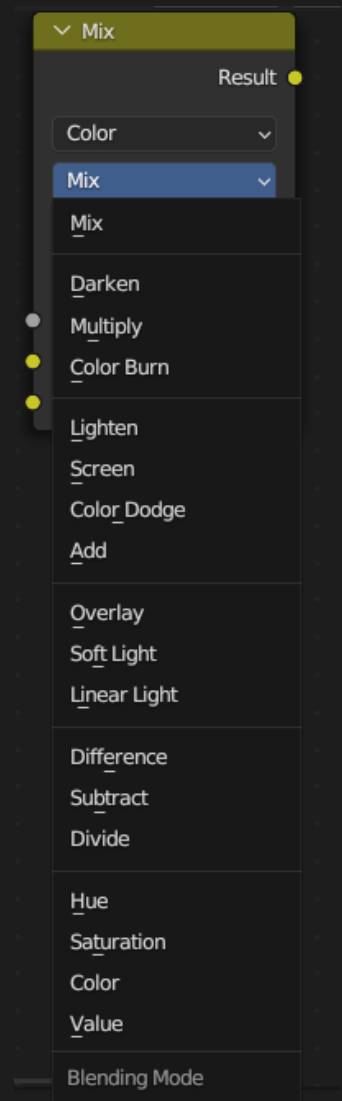 Mix
Result
Color
Mix
Mix
Darken
Multiply
Color Burn
Lighten
Screen
Color Dodge
Add
Overlay
Soft Light
Linear Light
Difference
Subtract
Divide
Hue
Saturation
Color
Value
Blending Mode